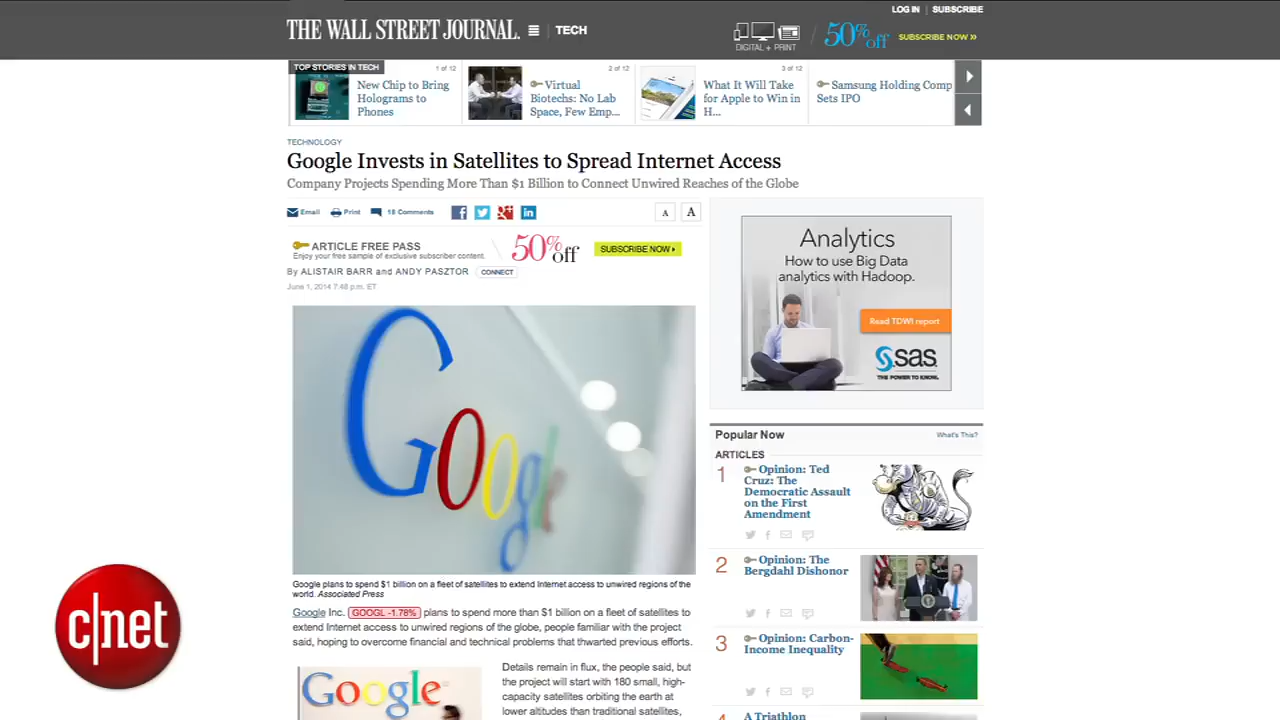 LOG IN | SUBSCRIBE
THE WALL STREET JOURNAL.
TECH
DIGITAL + PRINT
50% off
SUBSCRIBE NOW »
TOP STORIES IN TECH
1 of 12
New Chip to Bring
Holograms to
Phones
2 of 12
Virtual
Biotechs: No Lab
Space, Few Emp...
3 of 12
What It Will Take
for Apple to Win in
H...
Samsung Holding Comp
Sets IPO
TECHNOLOGY
Google Invests in Satellites to Spread Internet Access
Company Projects Spending More Than $1 Billion to Connect Unwired Reaches of the Globe
Email
Print
18 Comments
A
A
ARTICLE FREE PASS
Enjoy your free sample of exclusive subscriber content.
50% off
SUBSCRIBE NOW
By ALISTAIR BARR and ANDY PASZTOR
CONNECT
June 1, 2014 7:48 p.m. ET
Google
Google plans to spend $1 billion on a fleet of satellites to extend Internet access to unwired regions of the
world. Associated Press
Google Inc. GOOGL -1.78% plans to spend more than $1 billion on a fleet of satellites to
extend Internet access to unwired regions of the globe, people familiar with the project
said, hoping to overcome financial and technical problems that thwarted previous efforts.
Google
Details remain in flux, the people said, but
the project will start with 180 small, high-
capacity satellites orbiting the earth at
lower altitudes than traditional satellites,
Analytics
How to use Big Data
analytics with Hadoop.
Read TDWI report
sas
THE POWER TO KNOW.
Popular Now
What's This?
ARTICLES
1
Opinion: Ted
Cruz: The
Democratic Assault
on the First
Amendment
2
Opinion: The
Bergdahl Dishonor
3
Opinion: Carbon-
Income Inequality
4
A Triathlon
c|net